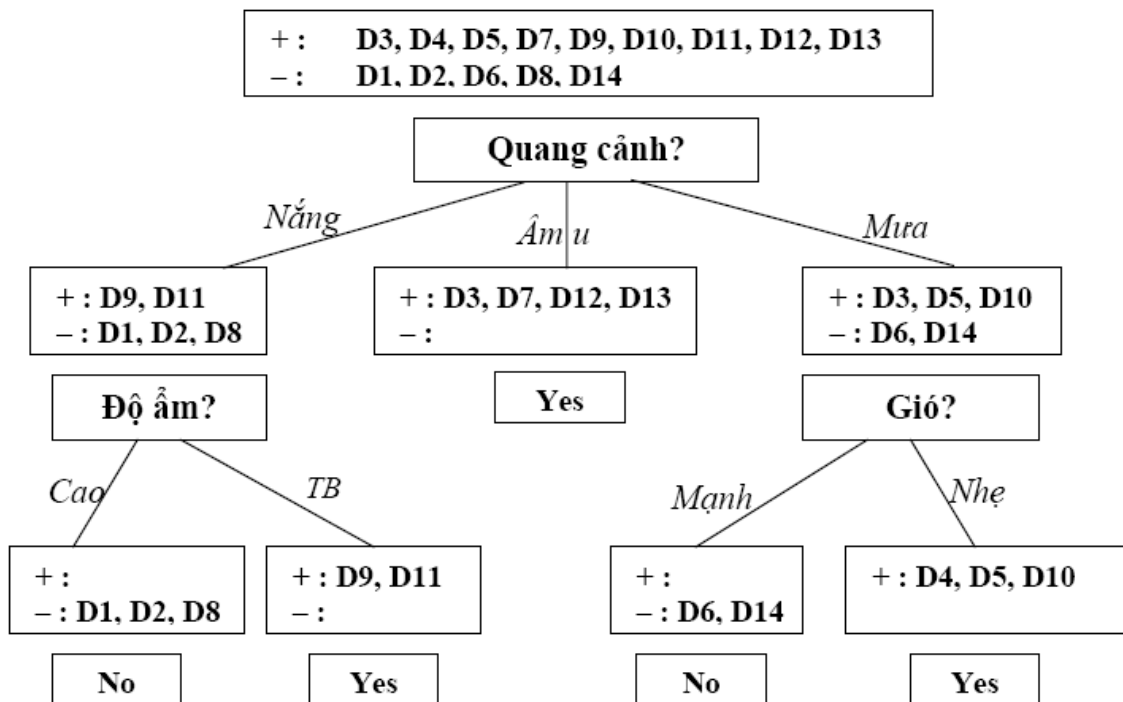 + : D3, D4, D5, D7, D9, D10, D11, D12, D13
– : D1, D2, D6, D8, D14
Quang cảnh?
Nắng
Âm u
Mưa
+ : D9, D11
– : D1, D2, D8
+ : D3, D7, D12, D13
– :
+ : D3, D5, D10
– : D6, D14
Độ ẩm?
Yes
Gió?
Cao
TB
Mạnh
Nhẹ
+ :
– : D1, D2, D8
+ : D9, D11
– :
+ :
– : D6, D14
+ : D4, D5, D10
No
Yes
No
Yes